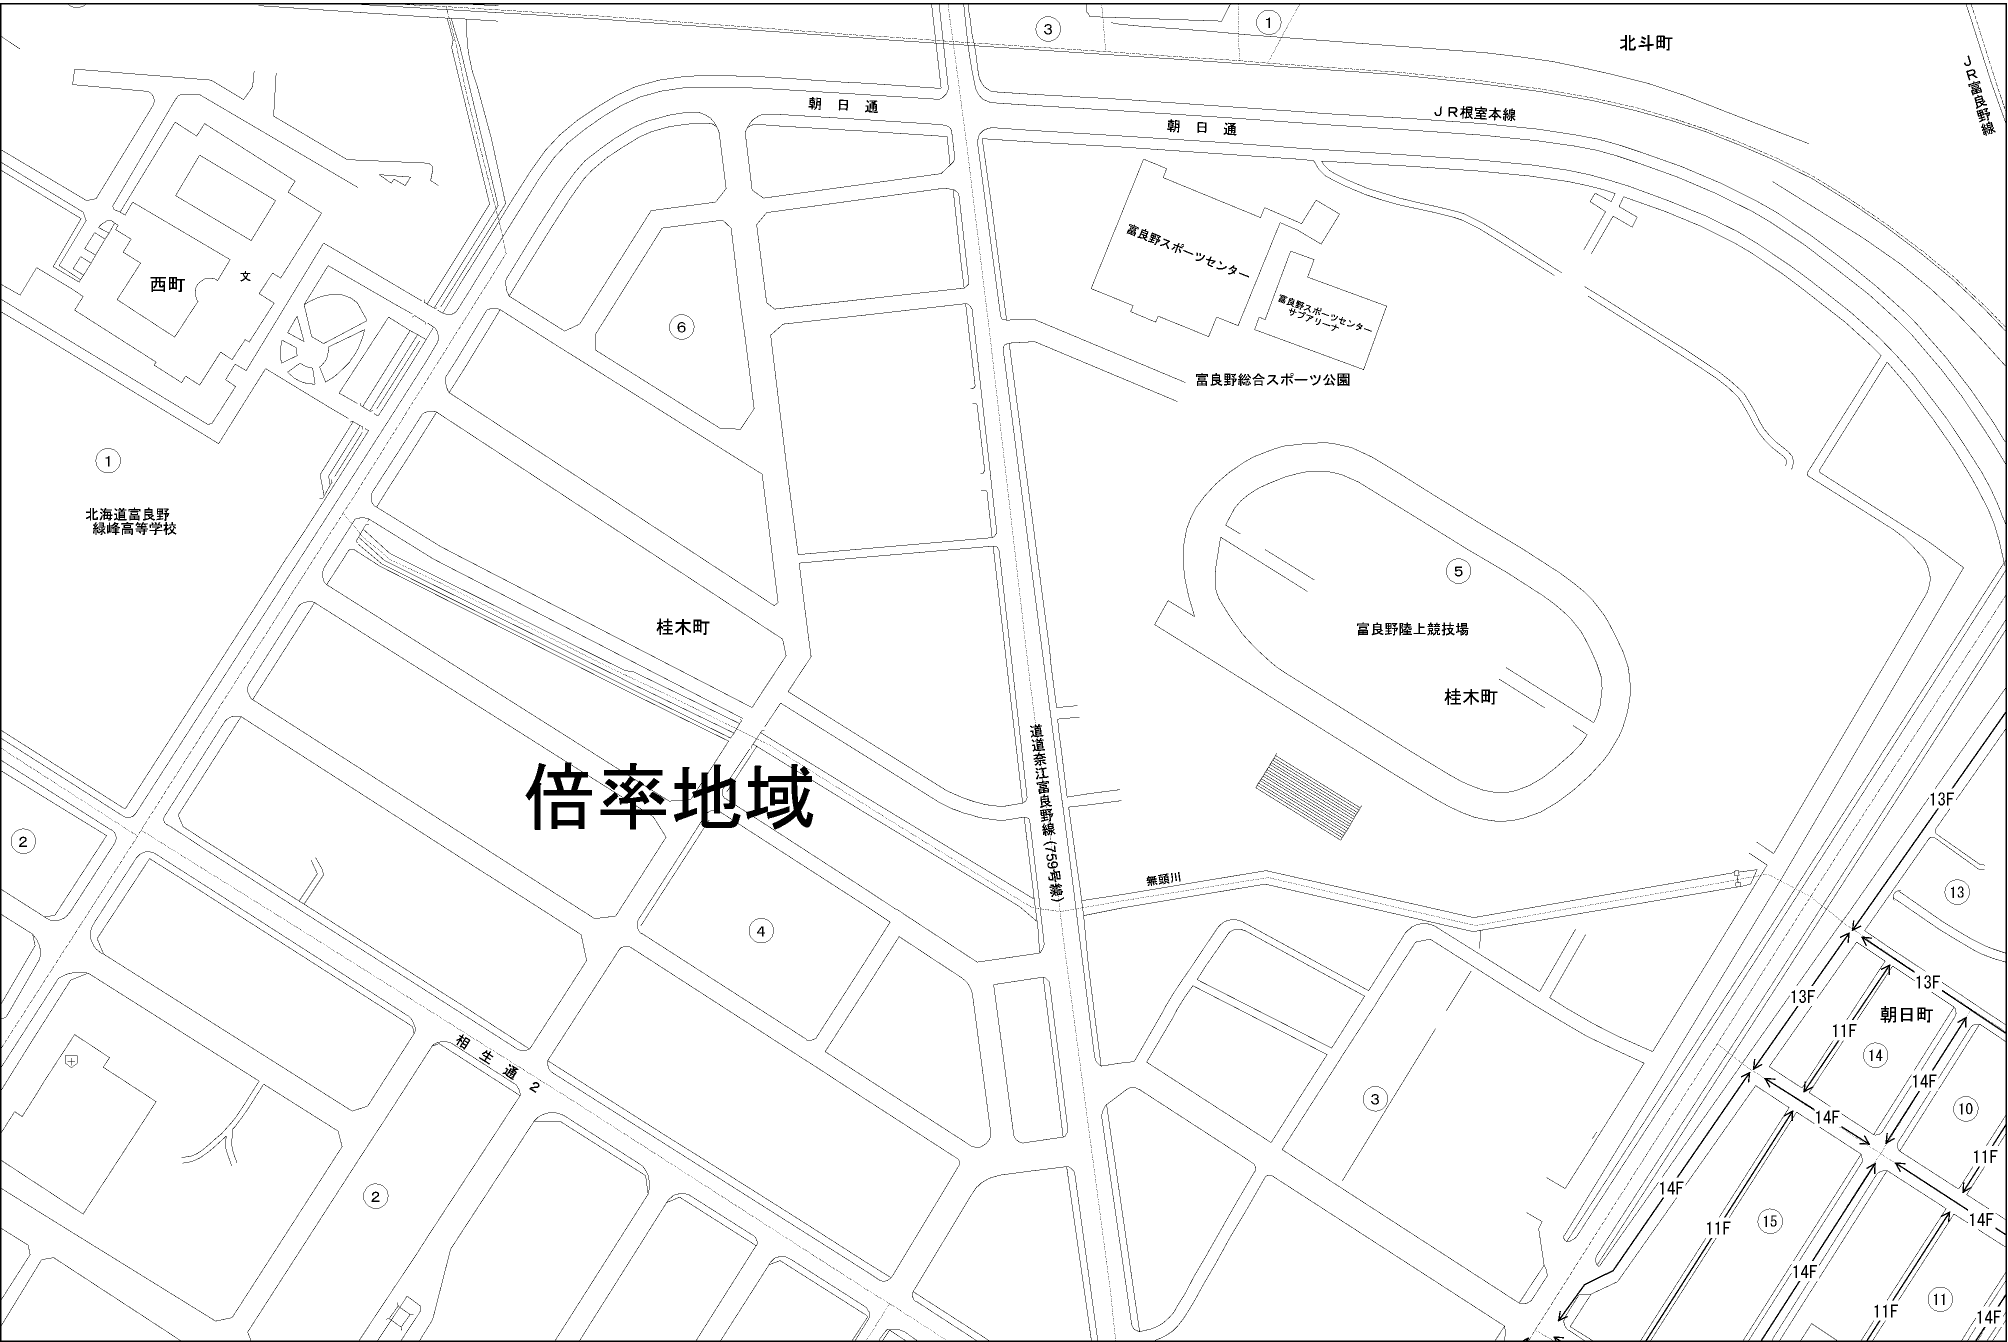 3
1
北斗町
ＪＲ富良野線
朝日通
ＪＲ根室本線
朝日通
富良野スポーツセンター
西町
文
富良野スポーツセンター
サブアリーナ
6
富良野総合スポーツ公園
1
北海道富良野
緑峰高等学校
5
桂木町
富良野陸上競技場
桂木町
道道奈江富良野線(759号線)
倍率地域
13F
2
無頭川
13
4
13F
13F
朝日町
11F
14
相生通2
14F
3
10
14F
11F
2
14F
15
14F
11F
14F
11
11F
14F